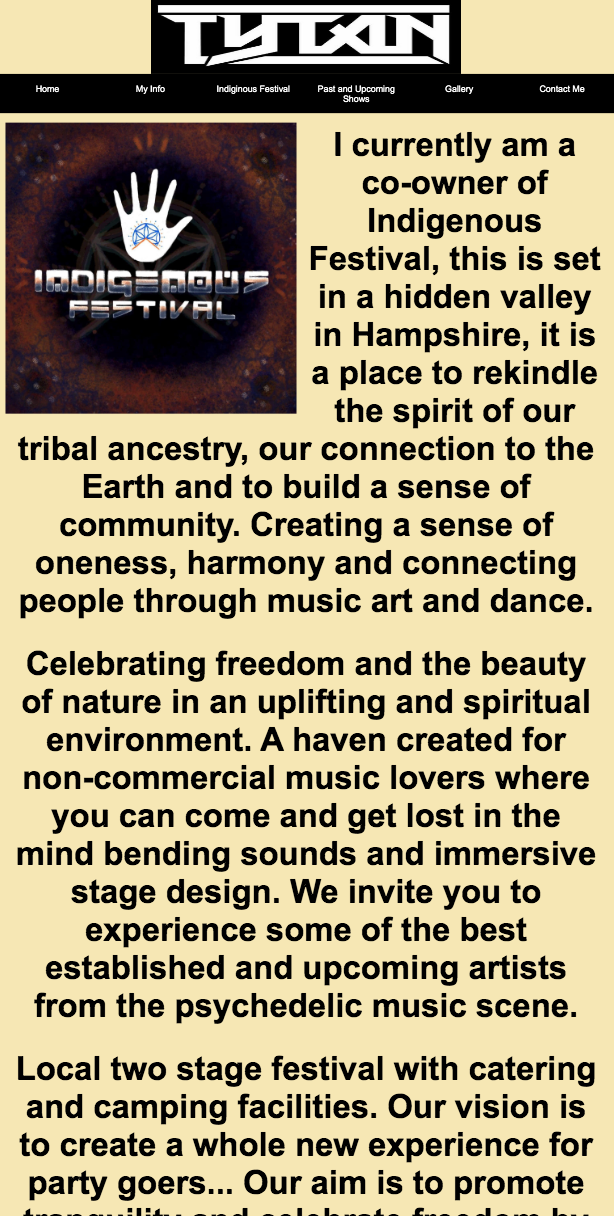 TYTAN
Home
My Info
Indiginous Festival
Past and Upcoming
Shows
Gallery
Contact Me
INDIGENOUS
FESTIVAL
I currently am a
co-owner of
Indigenous
Festival, this is set
in a hidden valley
in Hampshire, it is
a place to rekindle
the spirit of our
tribal ancestry, our connection to the
Earth and to build a sense of
community. Creating a sense of
oneness, harmony and connecting
people through music art and dance.
Celebrating freedom and the beauty
of nature in an uplifting and spiritual
environment. A haven created for
non-commercial music lovers where
you can come and get lost in the
mind bending sounds and immersive
stage design. We invite you to
experience some of the best
established and upcoming artists
from the psychedelic music scene.
Local two stage festival with catering
and camping facilities. Our vision is
to create a whole new experience for
party goers... Our aim is to promote
tranquility and celebrate freedom by